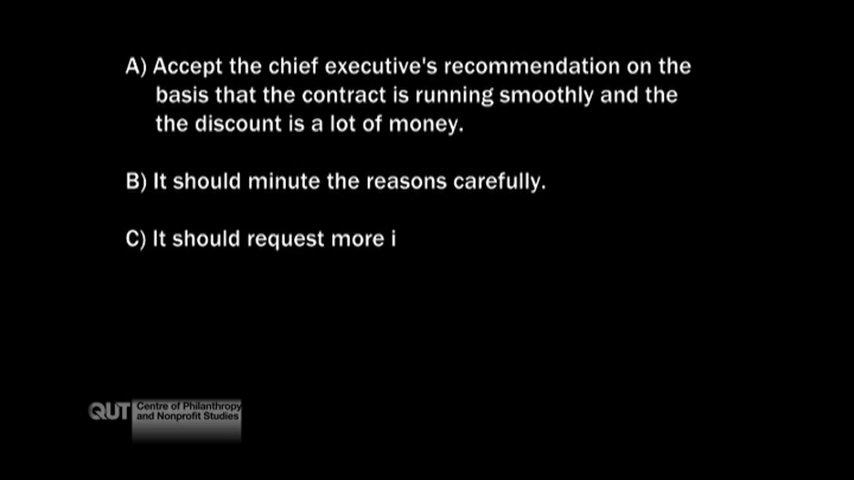 A) Accept the chief executive's recommendation on the
basis that the contract is running smoothly and the
the discount is a lot of money.
B) It should minute the reasons carefully.
C) It should request more i
QUT Centre of Philanthropy
and Nonprofit Studies